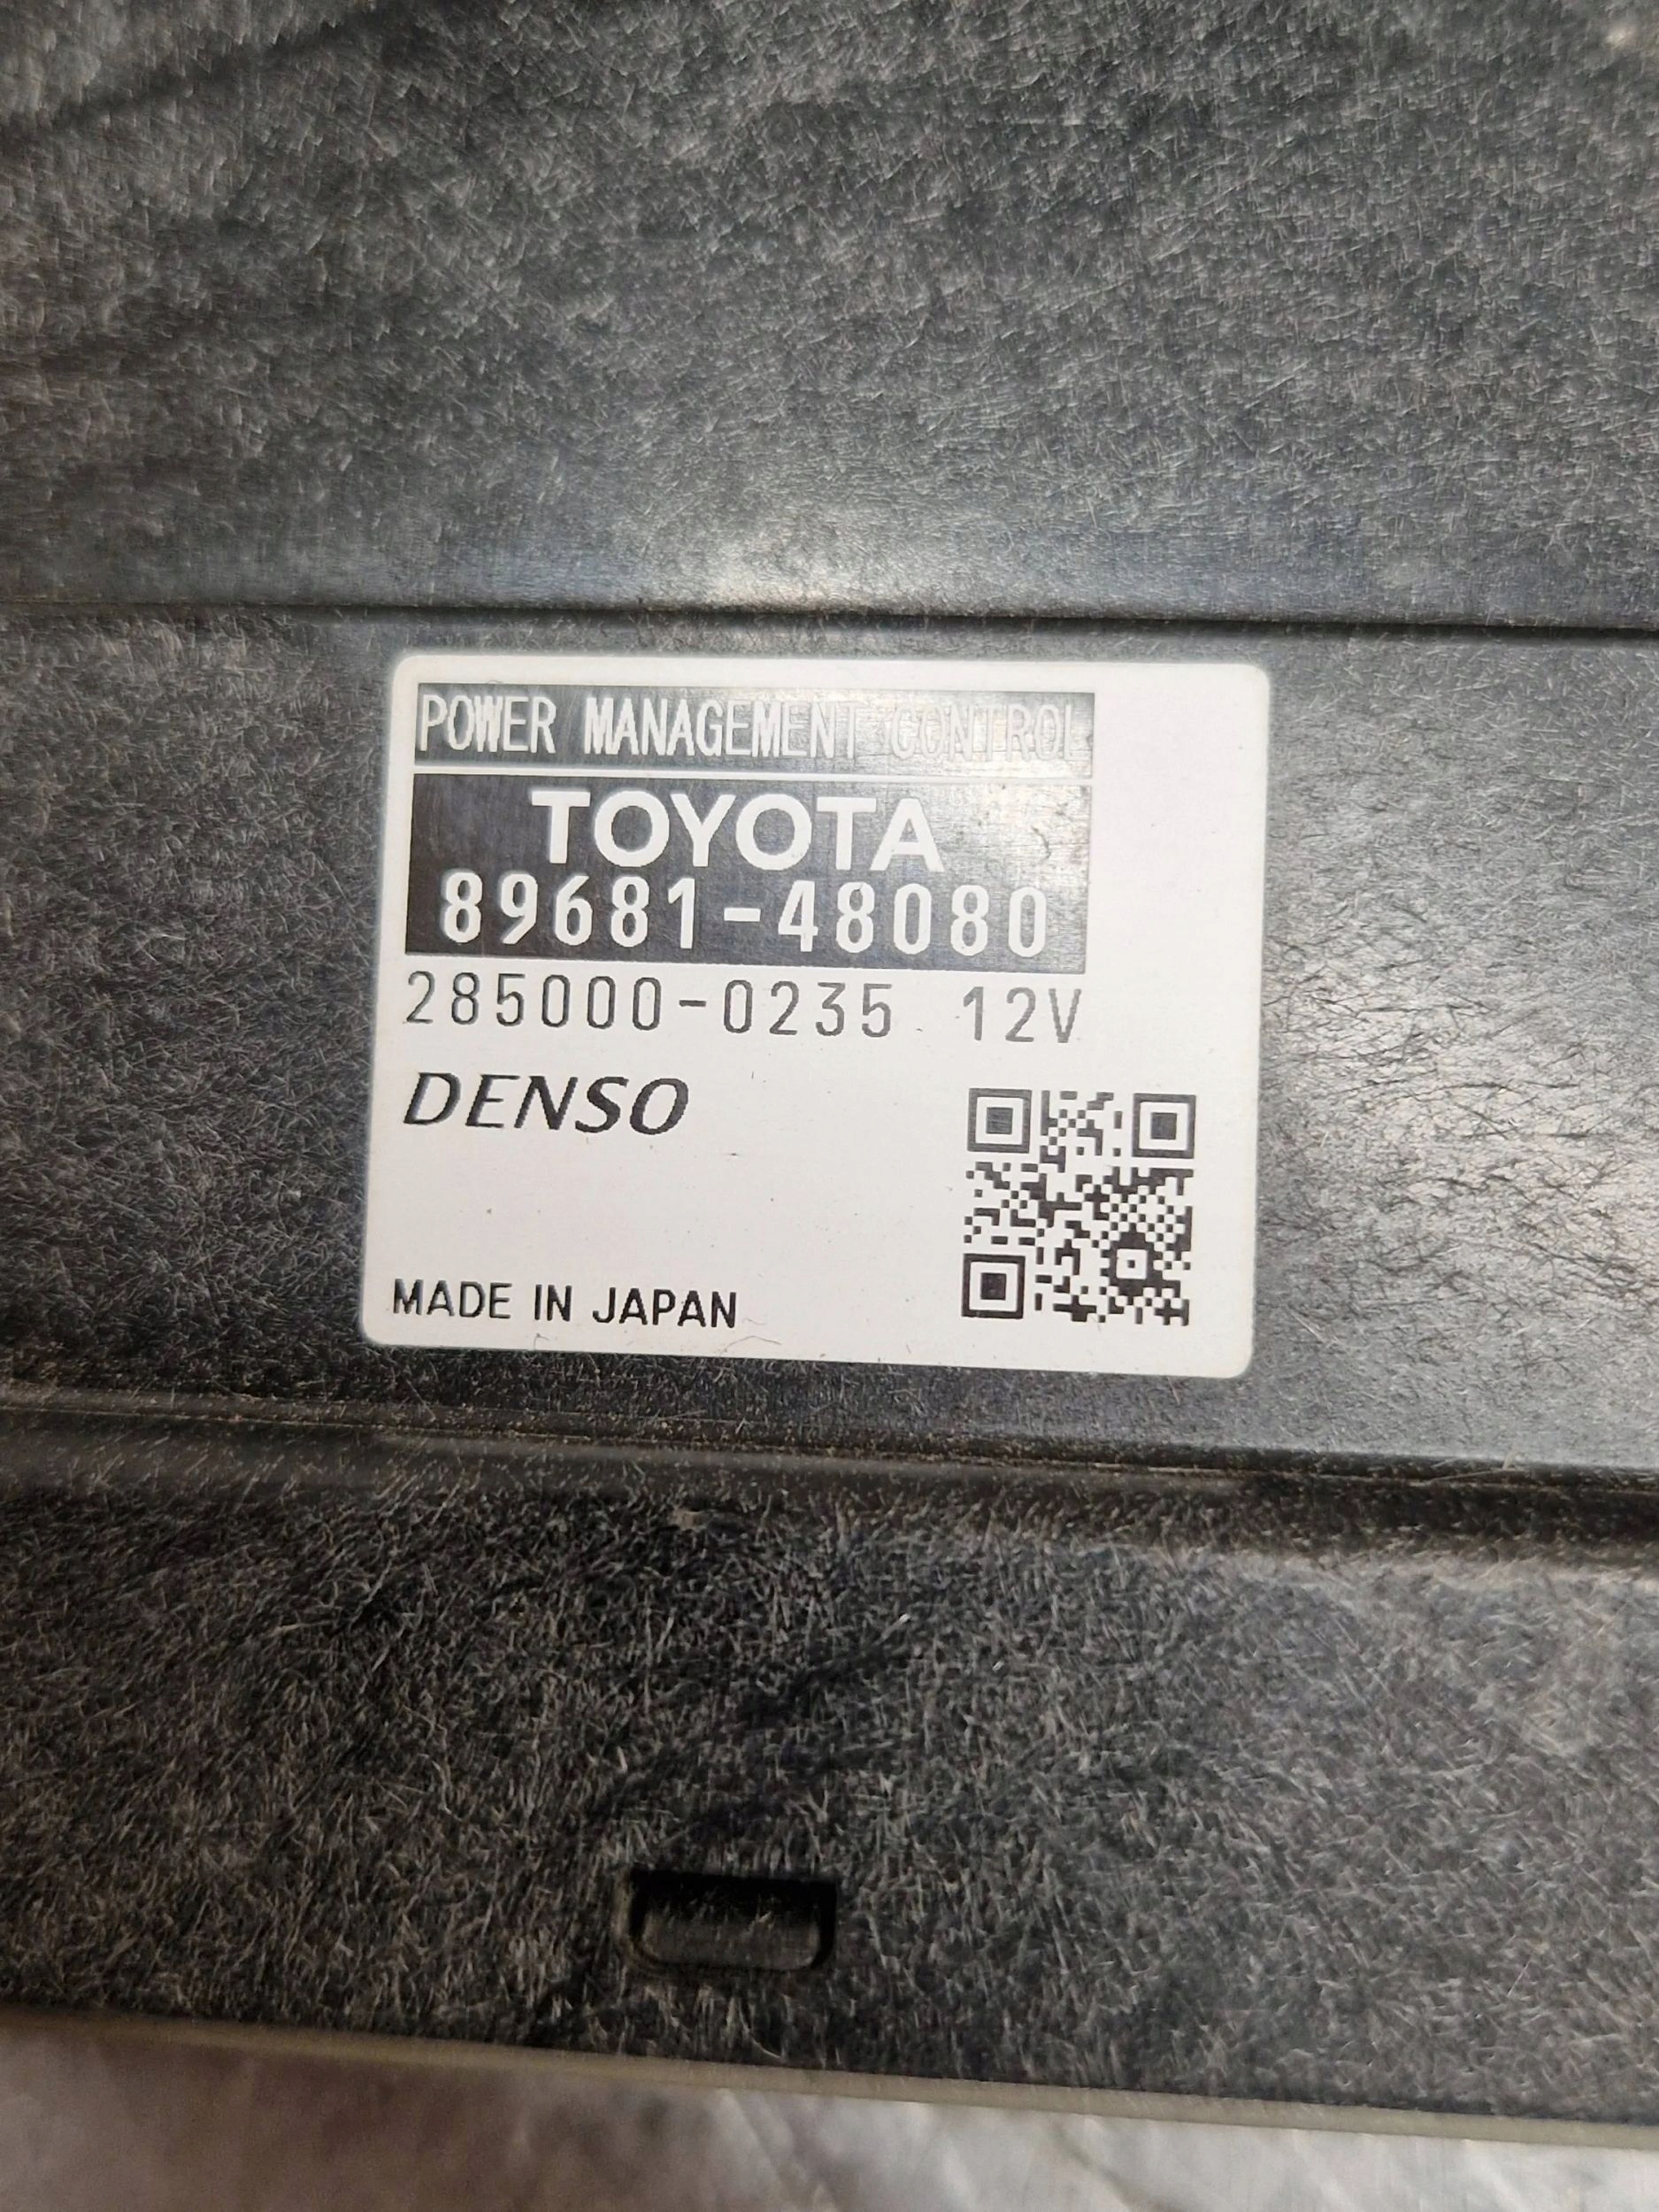 POWER MANAGEMENT CONTROL
TOYOTA
89681-48080
285000-0235 12V
DENSO
MADE IN JAPAN